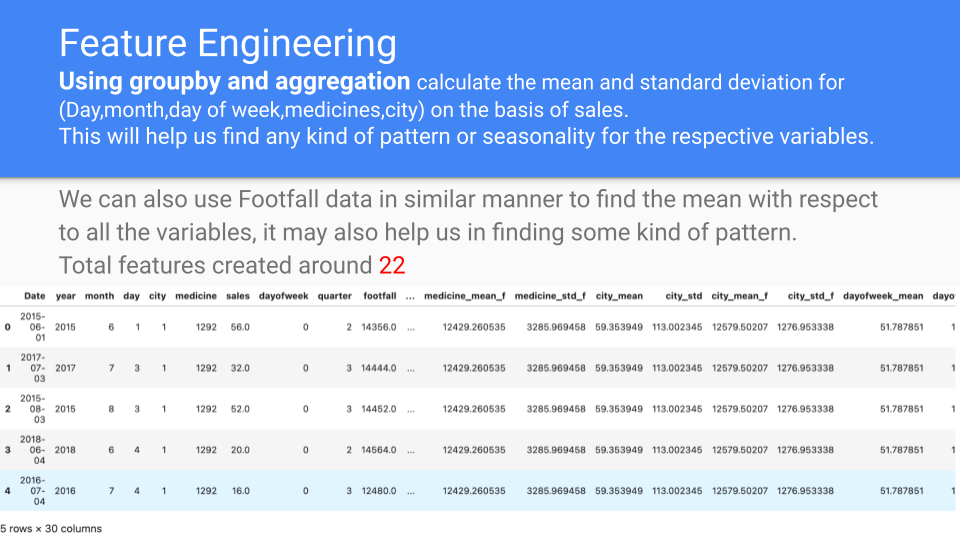 Feature Engineering
Using groupby and aggregation calculate the mean and standard deviation for
(Day,month,day of week,medicines,city) on the basis of sales.
This will help us find any kind of pattern or seasonality for the respective variables.
We can also use Footfall data in similar manner to find the mean with respect
to all the variables, it may also help us in finding some kind of pattern.
Total features created around 22
Date year month day city medicine sales dayofweek quarter footfall ... medicine_mean_f medicine_std_f city_mean city_std city_mean_f city_std_f dayofweek_mean dayo
2015-
0 06- 2015 6 1 1 1292 56.0 0 2 14356.0 ... 12429.260535 3285.969458 59.353949 113.002345 12579.50207 1276.953338 51.787851 1
01
2017-
1 07- 2017 7 3 1 1292 32.0 0 3 14444.0 ... 12429.260535 3285.969458 59.353949 113.002345 12579.50207 1276.953338 51.787851 1
03
2015-
2 08- 2015 8 3 1 1292 52.0 0 3 14452.0 ... 12429.260535 3285.969458 59.353949 113.002345 12579.50207 1276.953338 51.787851 1
03
2018-
3 06- 2018 6 4 1 1292 20.0 0 2 14564.0 ... 12429.260535 3285.969458 59.353949 113.002345 12579.50207 1276.953338 51.787851 1
04
2016-
4 07- 2016 7 4 1 1292 16.0 0 3 12480.0 ... 12429.260535 3285.969458 59.353949 113.002345 12579.50207 1276.953338 51.787851 1
04
5 rows × 30 columns